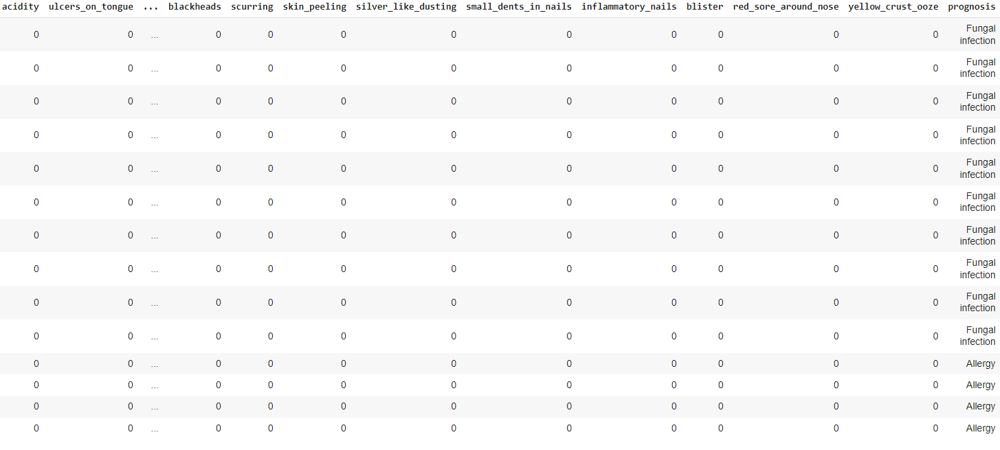 acidity ulcers_on_tongue ... blackheads scurring skin_peeling silver_like_dusting small_dents_in_nails inflammatory_nails blister red_sore_around_nose yellow_crust_ooze prognosis
0 0 ... 0 0 0 0 0 0 0 0 0 Fungal
infection
0 0 ... 0 0 0 0 0 0 0 0 0 Fungal
infection
0 0 ... 0 0 0 0 0 0 0 0 0 Fungal
infection
0 0 ... 0 0 0 0 0 0 0 0 0 Fungal
infection
0 0 ... 0 0 0 0 0 0 0 0 0 Fungal
infection
0 0 ... 0 0 0 0 0 0 0 0 0 Fungal
infection
0 0 ... 0 0 0 0 0 0 0 0 0 Fungal
infection
0 0 ... 0 0 0 0 0 0 0 0 0 Fungal
infection
0 0 ... 0 0 0 0 0 0 0 0 0 Fungal
infection
0 0 ... 0 0 0 0 0 0 0 0 0 Fungal
infection
0 0 ... 0 0 0 0 0 0 0 0 0 Allergy
0 0 ... 0 0 0 0 0 0 0 0 0 Allergy
0 0 ... 0 0 0 0 0 0 0 0 0 Allergy
0 0 ... 0 0 0 0 0 0 0 0 0 Allergy